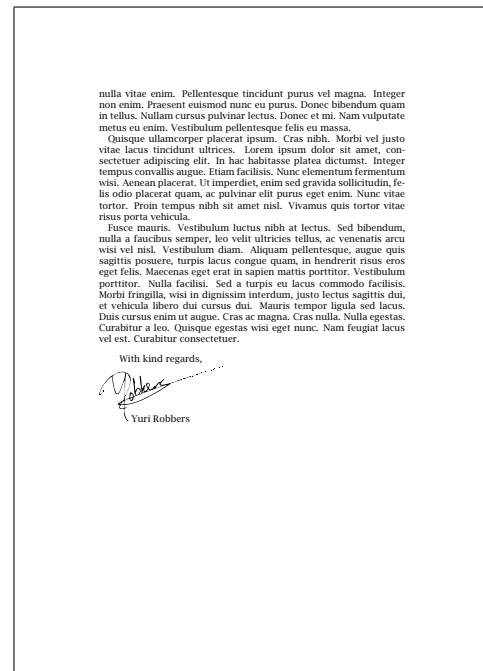 nulla vitae enim. Pellentesque tincidunt purus vel magna. Integer
non enim. Praesent euismod nunc eu purus. Donec bibendum quam
in tellus. Nullam cursus pulvinar lectus. Donec et mi. Nam vulputate
metus eu enim. Vestibulum pellentesque felis eu massa.
Quisque ullamcorper placerat ipsum. Cras nibh. Morbi vel justo
vitae lacus tincidunt ultrices. Lorem ipsum dolor sit amet, con-
sectetuer adipiscing elit. In hac habitasse platea dictumst. Integer
tempus convallis augue. Etiam facilisis. Nunc elementum fermentum
wisi. Aenean placerat. Ut imperdiet, enim sed gravida sollicitudin, fe-
lis odio placerat quam, ac pulvinar elit purus eget enim. Nunc vitae
tortor. Proin tempus nibh sit amet nisl. Vivamus quis tortor vitae
risus porta vehicula.
Fusce mauris. Vestibulum luctus nibh at lectus. Sed bibendum,
nulla a faucibus semper, leo velit ultricies tellus, ac venenatis arcu
wisi vel nisl. Vestibulum diam. Aliquam pellentesque, augue quis
sagittis posuere, turpis lacus congue quam, in hendrerit risus eros
eget felis. Maecenas eget erat in sapien mattis porttitor. Vestibulum
porttitor. Nulla facilisi. Sed a turpis eu lacus commodo facilisis.
Morbi fringilla, wisi in dignissim interdum, justo lectus sagittis dui,
et vehicula libero dui cursus dui. Mauris tempor ligula sed lacus.
Duis cursus enim ut augue. Cras ac magna. Cras nulla. Nulla egestas.
Curabitur a leo. Quisque egestas wisi eget nunc. Nam feugiat lacus
vel est. Curabitur consectetuer.
With kind regards,
YRobbers
Yuri Robbers